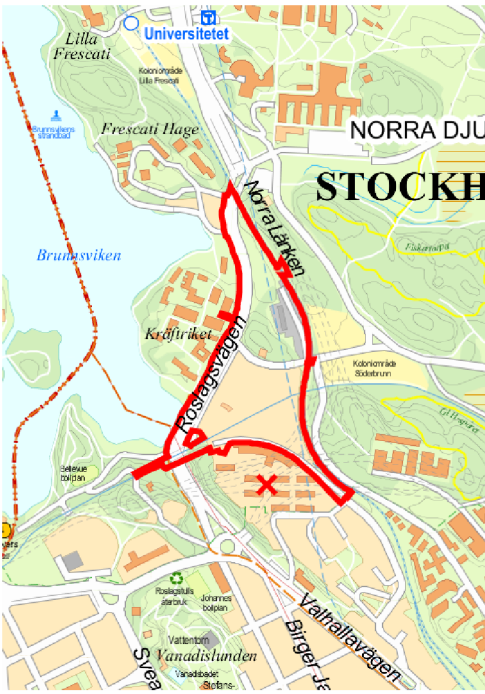 Lilla
Frescati
Universitetet
Koloniområde
Lilla Frescati
Brunnsvikens
strandbad
Frescati Hage
NORRA DJU
STOCKH
Norra Länken
Brunnsviken
Kräftriket
Roslagsvägen
Koloniområde
Söderbrunn
Bellevue
bollplan
Roslagstulls
återbruk
Johannes
bollplan
Valhallavägen
Birger Ja
Vattentorn
Vanadislunden
Svea
Vanadisbadet
Stefans-